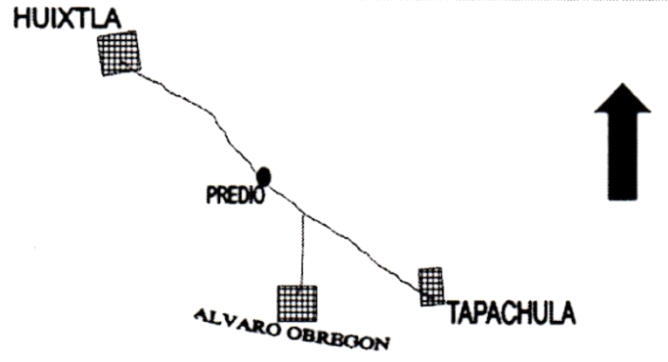 HUIXTLA
PREDIO
TAPACHULA
ALVARO OBREGON